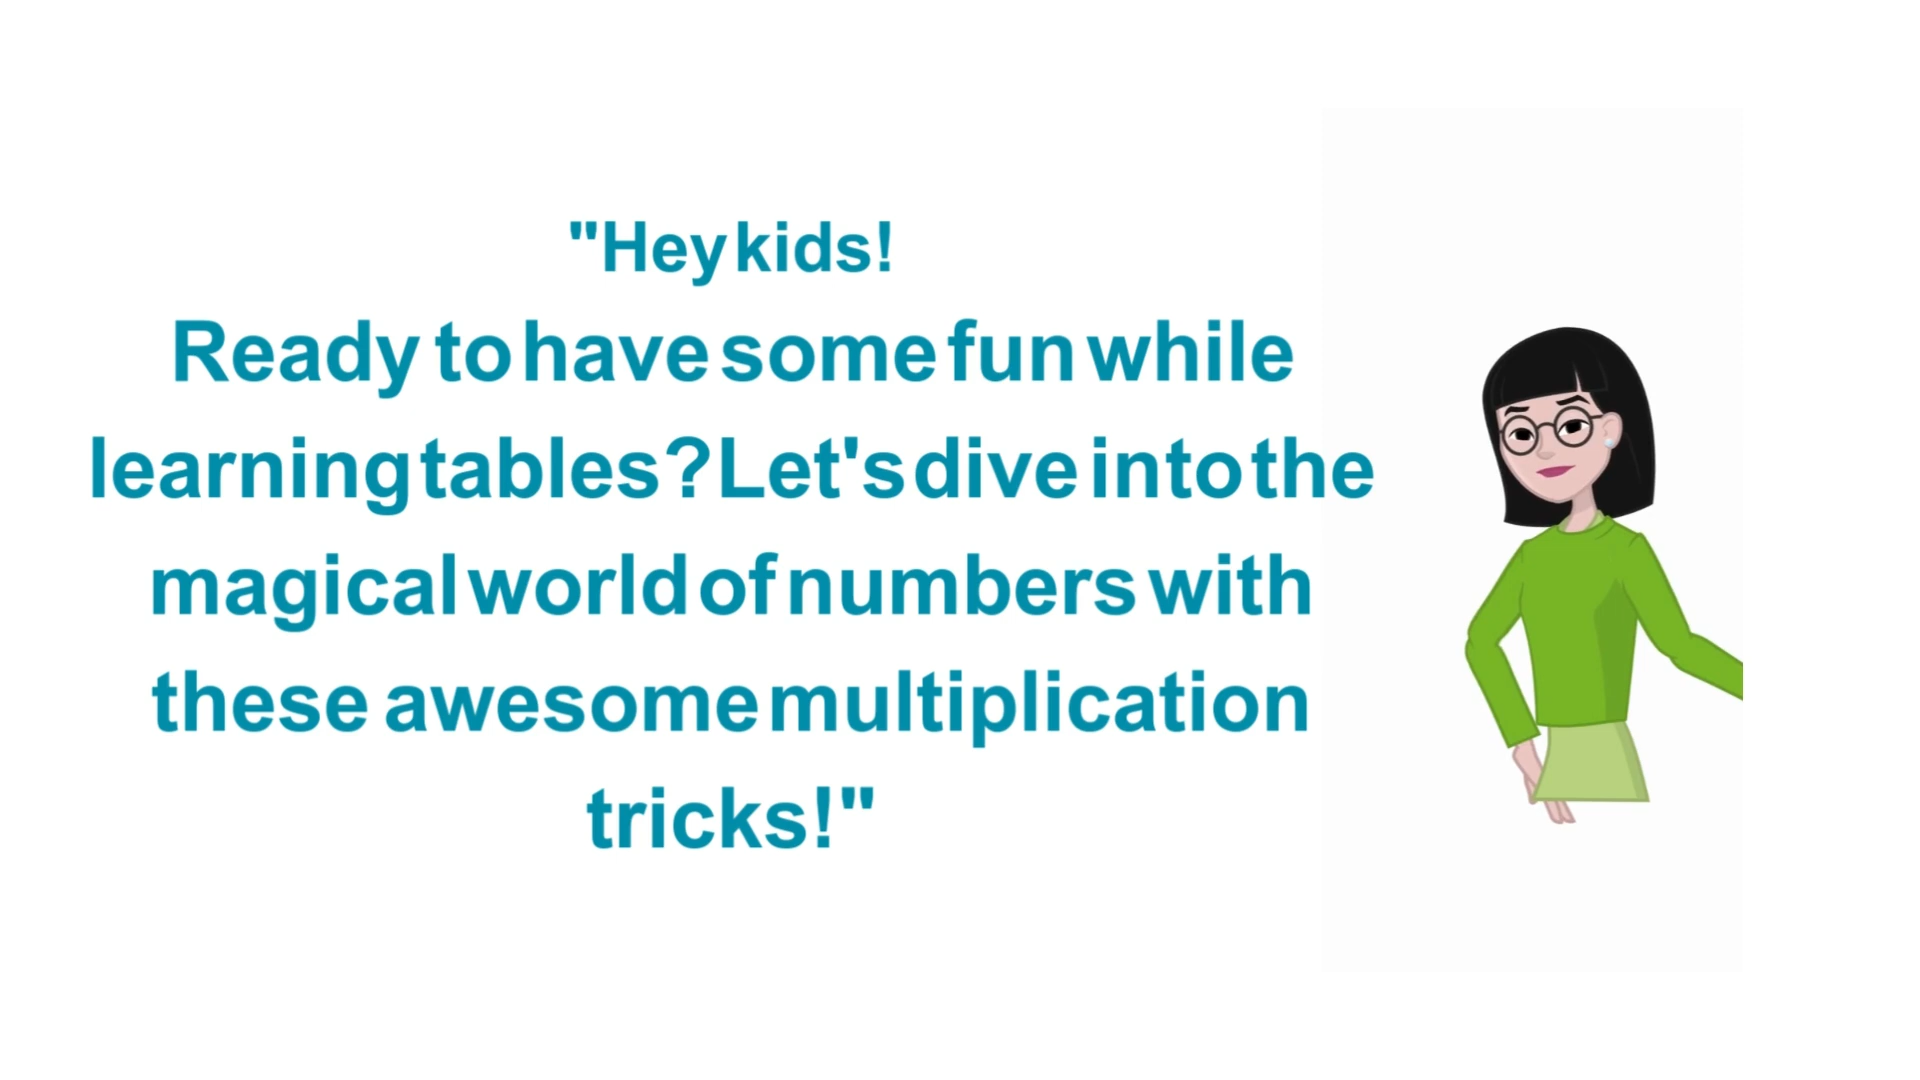 "Hey kids!
Ready to have some fun while
learning tables? Let's dive into the
magical world of numbers with
these awesome multiplication
tricks!"